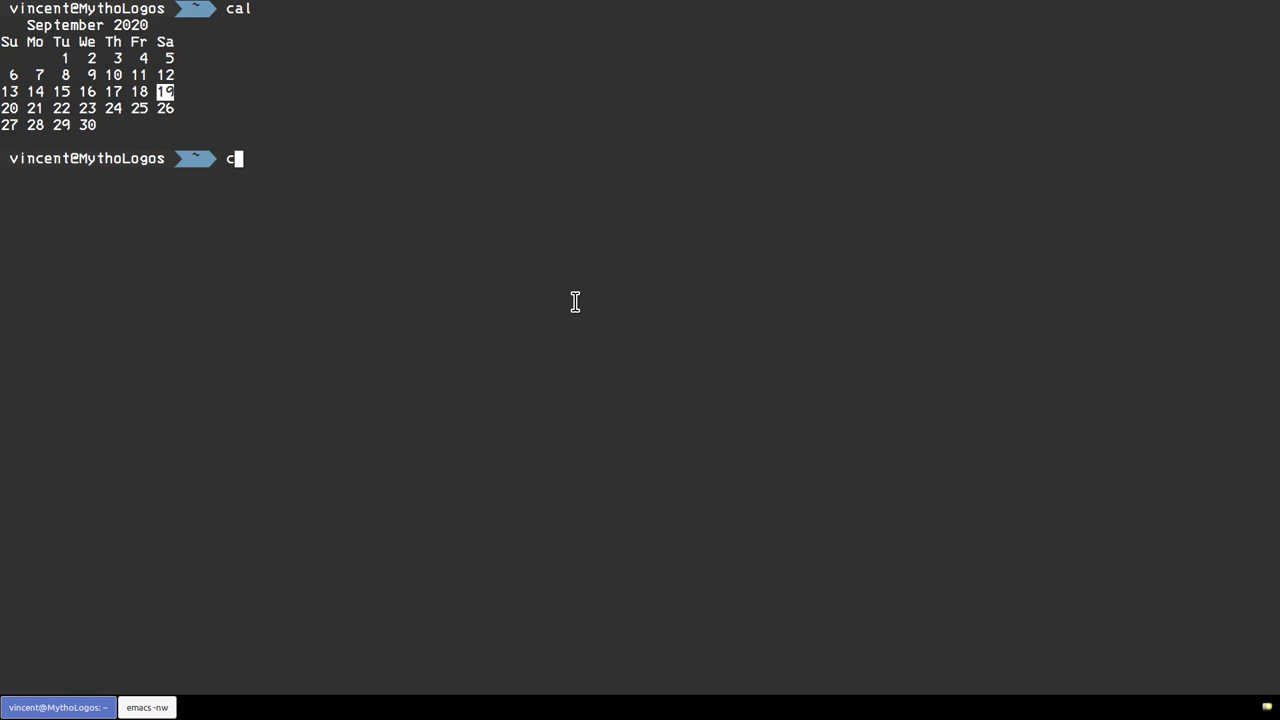 vincent@MythoLogos ~ cal
September 2020
Su Mo Tu We Th Fr Sa
1 2 3 4 5
6 7 8 9 10 11 12
13 14 15 16 17 18 19
20 21 22 23 24 25 26
27 28 29 30
vincent@MythoLogos ~ c
vincent@MythoLogos: ~ emacs -nw